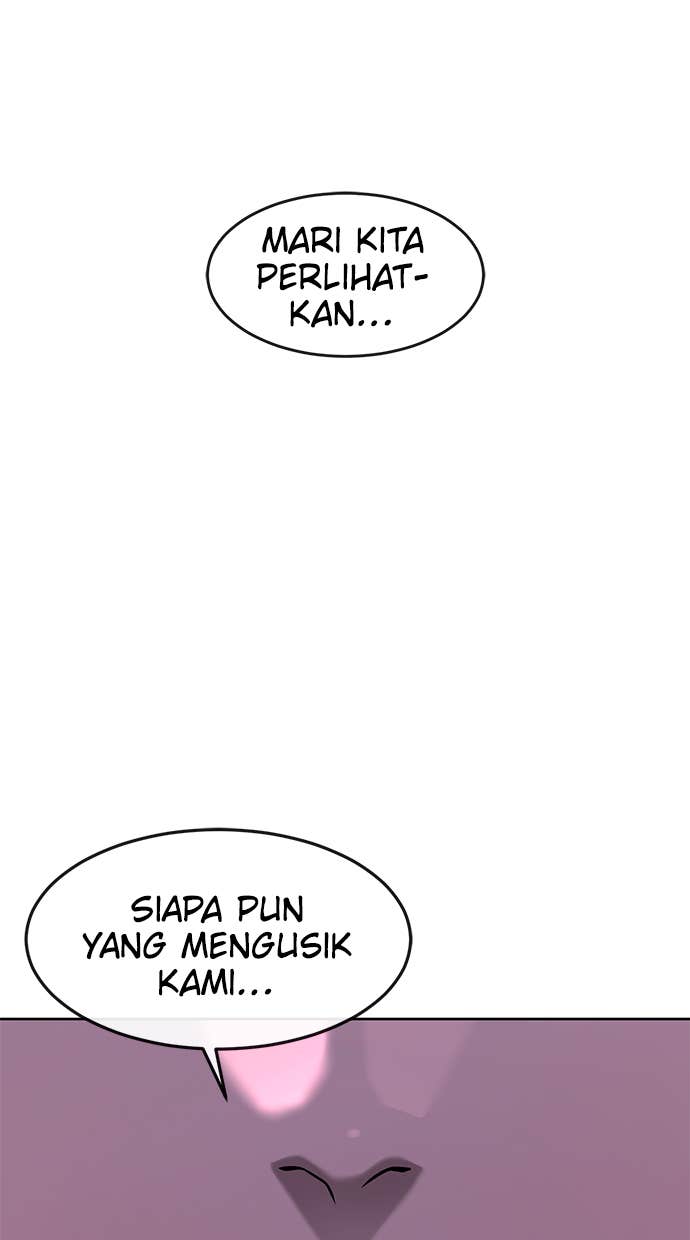 MARI KITA
PERLIHAT-
KAN...
SIAPA PUN
YANG MENGUSIK
KAMI...